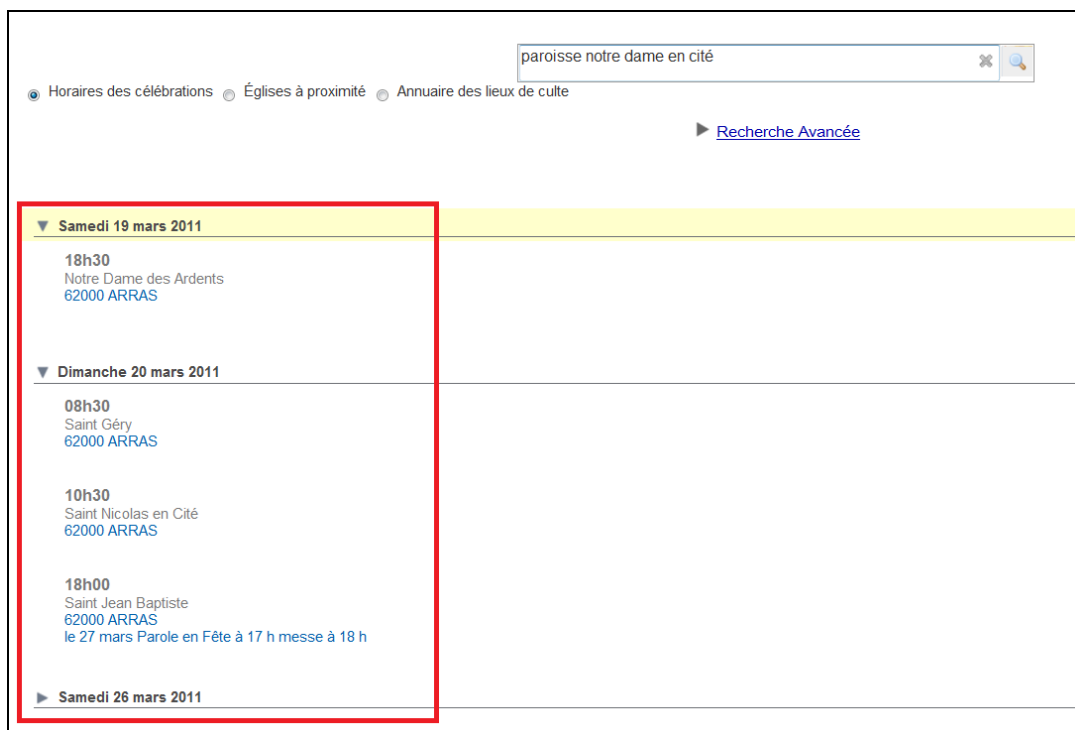 paroisse notre dame en cité
Horaires des célébrations Églises à proximité Annuaire des lieux de culte
Recherche Avancée
Samedi 19 mars 2011
18h30
Notre Dame des Ardents
62000 ARRAS
Dimanche 20 mars 2011
08h30
Saint Géry
62000 ARRAS
10h30
Saint Nicolas en Cité
62000 ARRAS
18h00
Saint Jean Baptiste
62000 ARRAS
le 27 mars Parole en Fête à 17 h messe à 18 h
Samedi 26 mars 2011